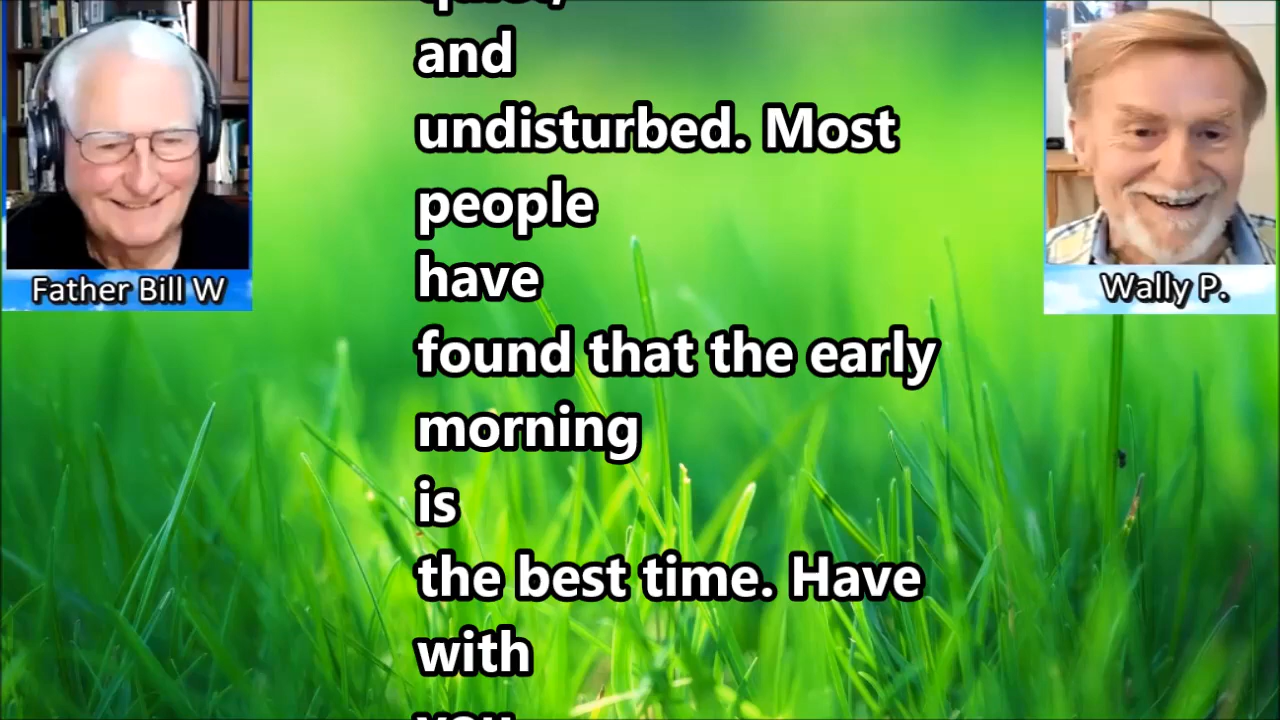 and
undisturbed. Most
people
have
found that the early
morning
is
the best time. Have
with
Father Bill W
Wally P.